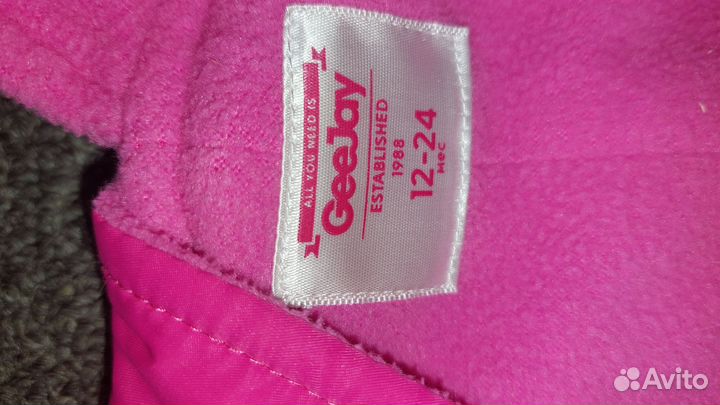 ALL YOU NEED IS
GeeJay
ESTABLISHED
1988
12-24
мес
Avito